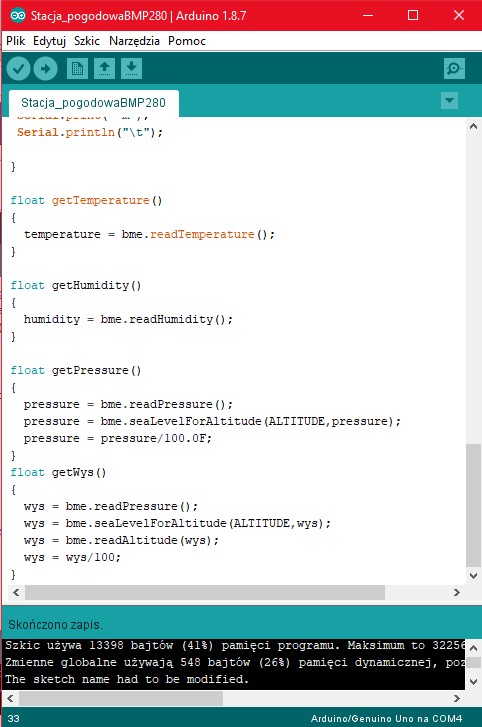 Stacja_pogodowaBMP280 | Arduino 1.8.7
Plik Edytuj Szkic Narzędzia Pomoc
Stacja_pogodowaBMP280
Serial.println("\t");
}
float getTemperature()
{
temperature = bme.readTemperature();
}
float getHumidity()
{
humidity = bme.readHumidity();
}
float getPressure()
{
pressure = bme.readPressure();
pressure = bme.seaLevelForAltitude(ALTITUDE,pressure);
pressure = pressure/100.0F;
}
float getWys()
{
wys = bme.readPressure();
wys = bme.seaLevelForAltitude(ALTITUDE,wys);
wys = bme.readAltitude(wys);
wys = wys/100;
}
Skończono zapis.
Szkic używa 13398 bajtów (41%) pamięci programu. Maksimum to 32256
Zmienne globalne używają 548 bajtów (26%) pamięci dynamicznej, poz
The sketch name had to be modified.
33 Arduino/Genuino Uno na COM4